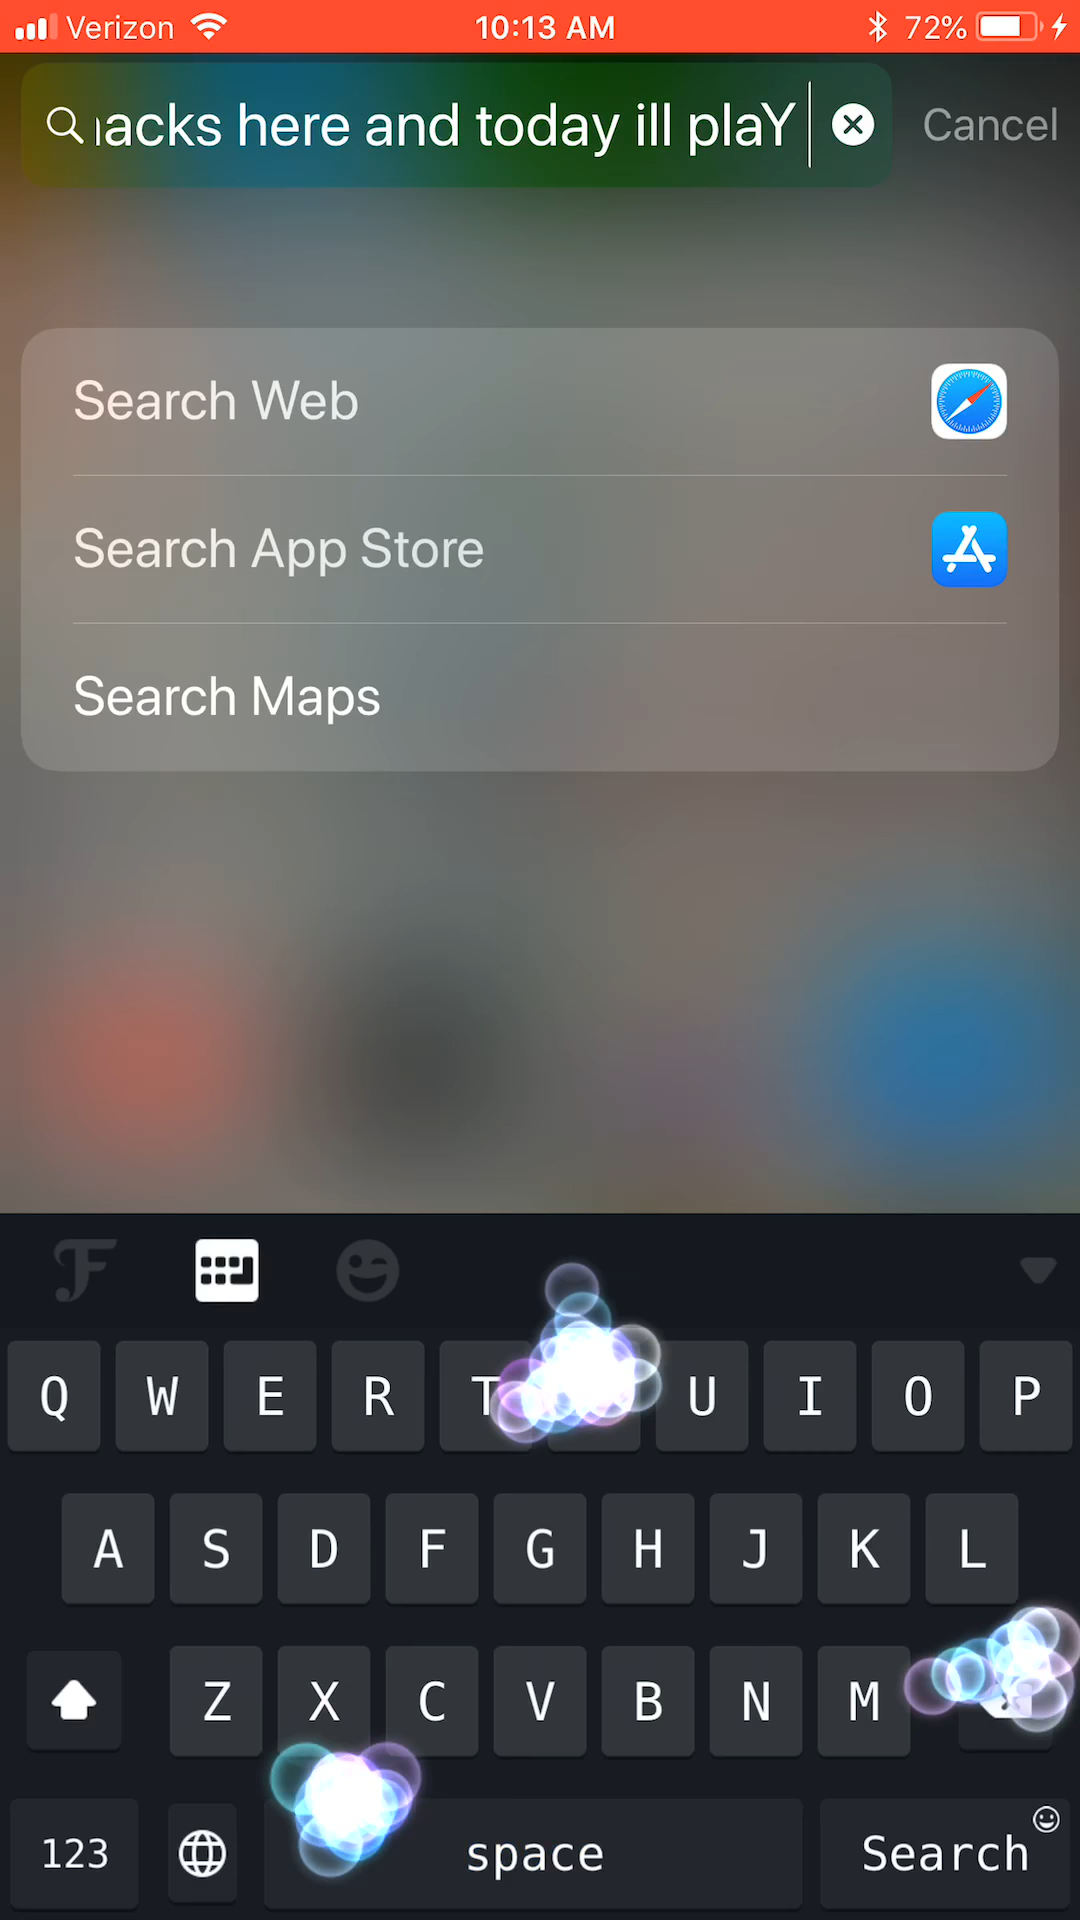 Verizon 10:13 AM 72%
nacks here and today ill plaY Cancel
Search Web
Search App Store
Search Maps
Q W E R T U I O P
A S D F G H J K L
Z X C V B N M
123 space Search